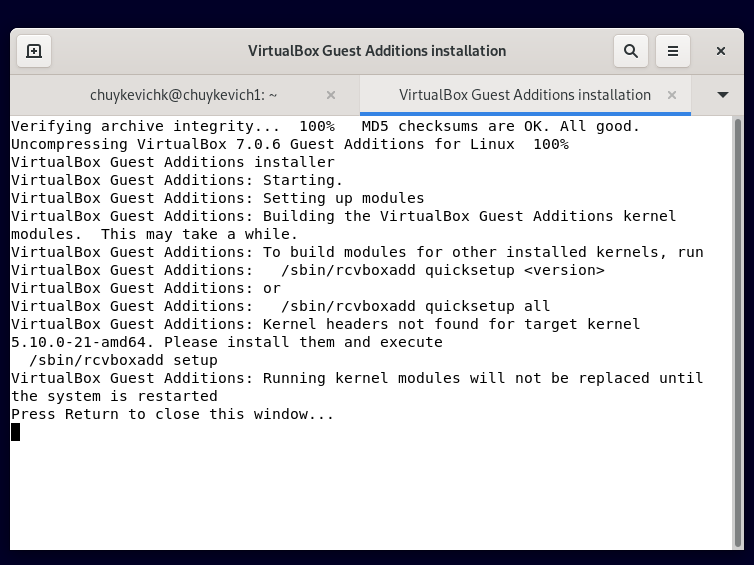 VirtualBox Guest Additions installation
chuykevichk@chuykevich1: ~
VirtualBox Guest Additions installation
Verifying archive integrity...  100%   MD5 checksums are OK. All good.
Uncompressing VirtualBox 7.0.6 Guest Additions for Linux  100%
VirtualBox Guest Additions installer
VirtualBox Guest Additions: Starting.
VirtualBox Guest Additions: Setting up modules
VirtualBox Guest Additions: Building the VirtualBox Guest Additions kernel
modules.  This may take a while.
VirtualBox Guest Additions: To build modules for other installed kernels, run
VirtualBox Guest Additions:   /sbin/rcvboxadd quicksetup <version>
VirtualBox Guest Additions: or
VirtualBox Guest Additions:   /sbin/rcvboxadd quicksetup all
VirtualBox Guest Additions: Kernel headers not found for target kernel
5.10.0-21-amd64. Please install them and execute
  /sbin/rcvboxadd setup
VirtualBox Guest Additions: Running kernel modules will not be replaced until
the system is restarted
Press Return to close this window...